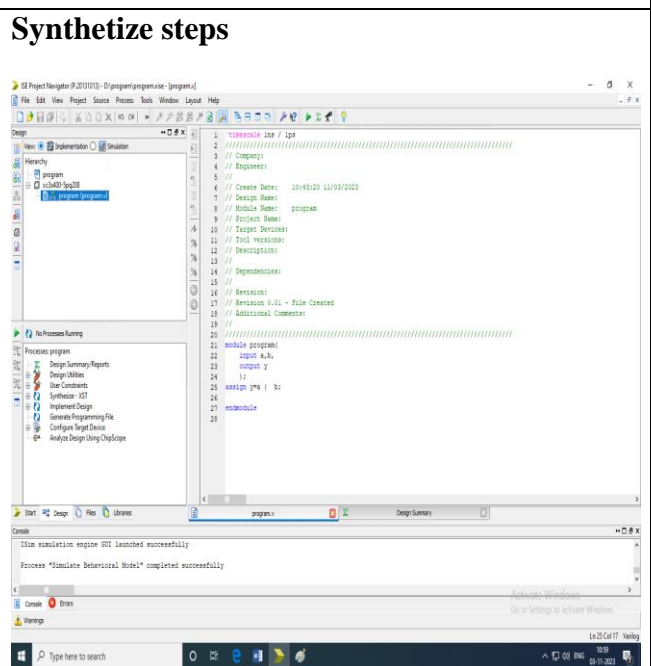 Synthetize steps
ISE Project Navigator (P.20131013) - D:\program\program.xise - [program.v]
File Edit View Project Source Process Tools Window Layout Help
Design
View: Implementation Simulation
Hierarchy
program
xc3s400-5pq208
program (program.v)
No Processes Running
Processes: program
Design Summary/Reports
Design Utilities
User Constraints
Synthesize - XST
Implement Design
Generate Programming File
Configure Target Device
Analyze Design Using ChipScope
Start Design Files Libraries
1 `timescale 1ns / 1ps
2 //////////////////////////////////////////////////////////////////////////////////
3 // Company:
4 // Engineer:
5 //
6 // Create Date: 10:43:20 11/03/2023
7 // Design Name:
8 // Module Name: program
9 // Project Name:
10 // Target Devices:
11 // Tool versions:
12 // Description:
13 //
14 // Dependencies:
15 //
16 // Revision:
17 // Revision 0.01 - File Created
18 // Additional Comments:
19 //
20 //////////////////////////////////////////////////////////////////////////////////
21 module program(
22 input a,b,
23 output y
24 );
25 assign y=a | b;
26
27 endmodule
28
program.v Design Summary
Console
ISim simulation engine GUI launched successfully
Process "Simulate Behavioral Model" completed successfully
Console Errors
Warnings
Activate Windows
Go to Settings to activate Windows.
Ln 25 Col 17 Verilog
Type here to search
ENG
10:59
03-11-2023